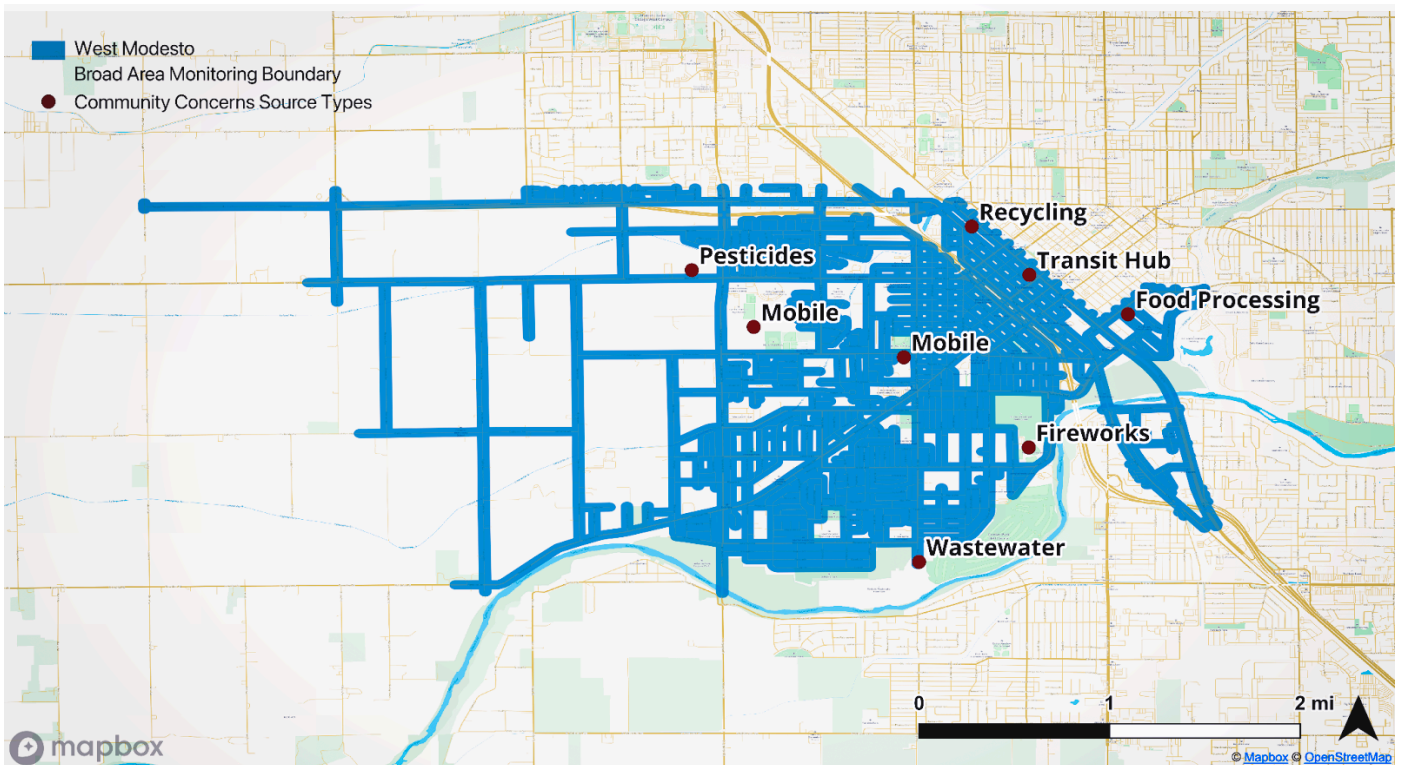 West Modesto
Broad Area Monitoring Boundary
Community Concerns Source Types
Recycling
Pesticides
Transit Hub
Food Processing
Mobile
Mobile
Fireworks
Wastewater
0 1 2 mi
mapbox
© Mapbox © OpenStreetMap